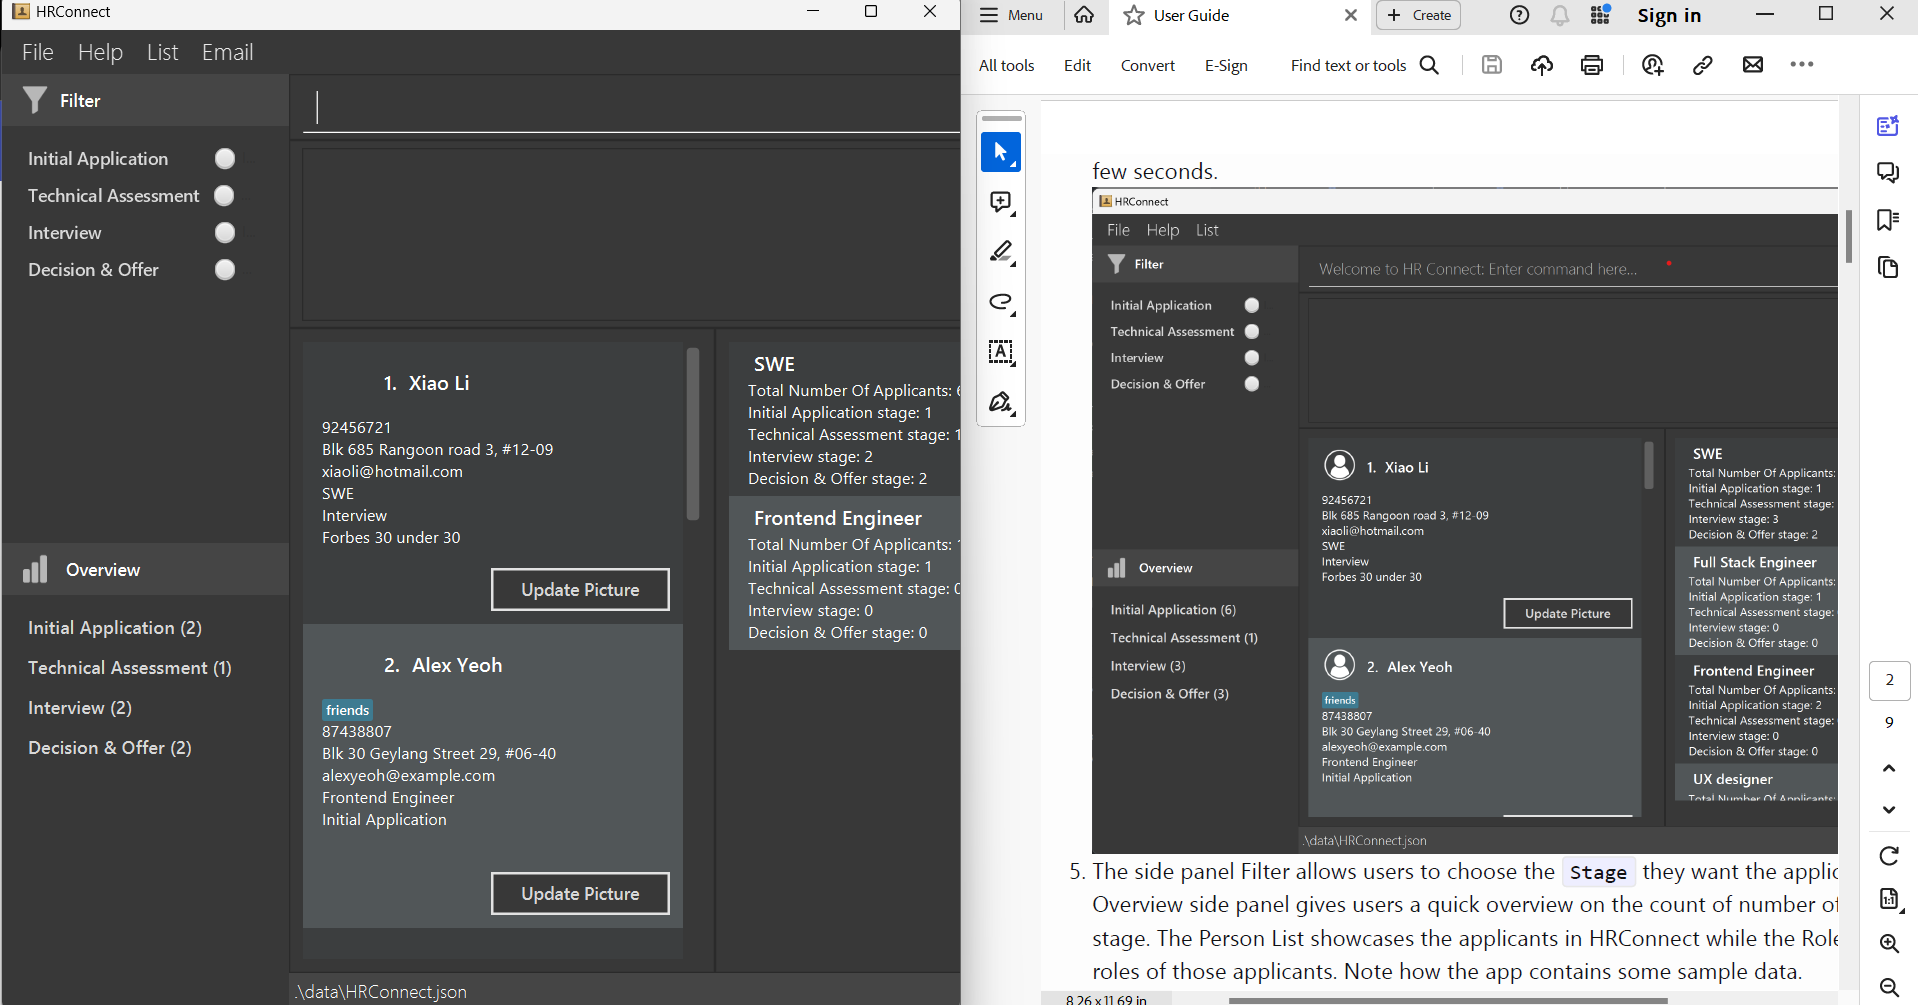 HRConnect
File Help List Email
Filter
Initial Application
Technical Assessment
Interview
Decision & Offer
Overview
Initial Application (2)
Technical Assessment (1)
Interview (2)
Decision & Offer (2)
1. Xiao Li
92456721
Blk 685 Rangoon road 3, #12-09
xiaoli@hotmail.com
SWE
Interview
Forbes 30 under 30
Update Picture
2. Alex Yeoh
friends
87438807
Blk 30 Geylang Street 29, #06-40
alexyeoh@example.com
Frontend Engineer
Initial Application
Update Picture
SWE
Total Number Of Applicants:
Initial Application stage: 1
Technical Assessment stage: 1
Interview stage: 2
Decision & Offer stage: 2
Frontend Engineer
Total Number Of Applicants:
Initial Application stage: 1
Technical Assessment stage: 0
Interview stage: 0
Decision & Offer stage: 0
.\data\HRConnect.json
Menu
User Guide
Create
Sign in
All tools Edit Convert E-Sign Find text or tools
few seconds.
HRConnect
File Help List
Filter
Initial Application
Technical Assessment
Interview
Decision & Offer
Overview
Initial Application (6)
Technical Assessment (1)
Interview (3)
Decision & Offer (3)
Welcome to HR Connect: Enter command here...
1. Xiao Li
92456721
Blk 685 Rangoon road 3, #12-09
xiaoli@hotmail.com
SWE
Interview
Forbes 30 under 30
Update Picture
2. Alex Yeoh
friends
87438807
Blk 30 Geylang Street 29, #06-40
alexyeoh@example.com
Frontend Engineer
Initial Application
SWE
Total Number Of Applicants:
Initial Application stage: 1
Technical Assessment stage:
Interview stage: 3
Decision & Offer stage: 2
Full Stack Engineer
Total Number Of Applicants:
Initial Application stage: 1
Technical Assessment stage:
Interview stage: 0
Decision & Offer stage: 0
Frontend Engineer
Total Number Of Applicants:
Initial Application stage: 2
Technical Assessment stage:
Interview stage: 0
Decision & Offer stage: 0
UX designer
Total Number Of Applicants:
.\data\HRConnect.json
5. The side panel Filter allows users to choose the Stage they want the applic
Overview side panel gives users a quick overview on the count of number of
stage. The Person List showcases the applicants in HRConnect while the Role
roles of those applicants. Note how the app contains some sample data.
8.26 x 11.69 in
2
9
1:1